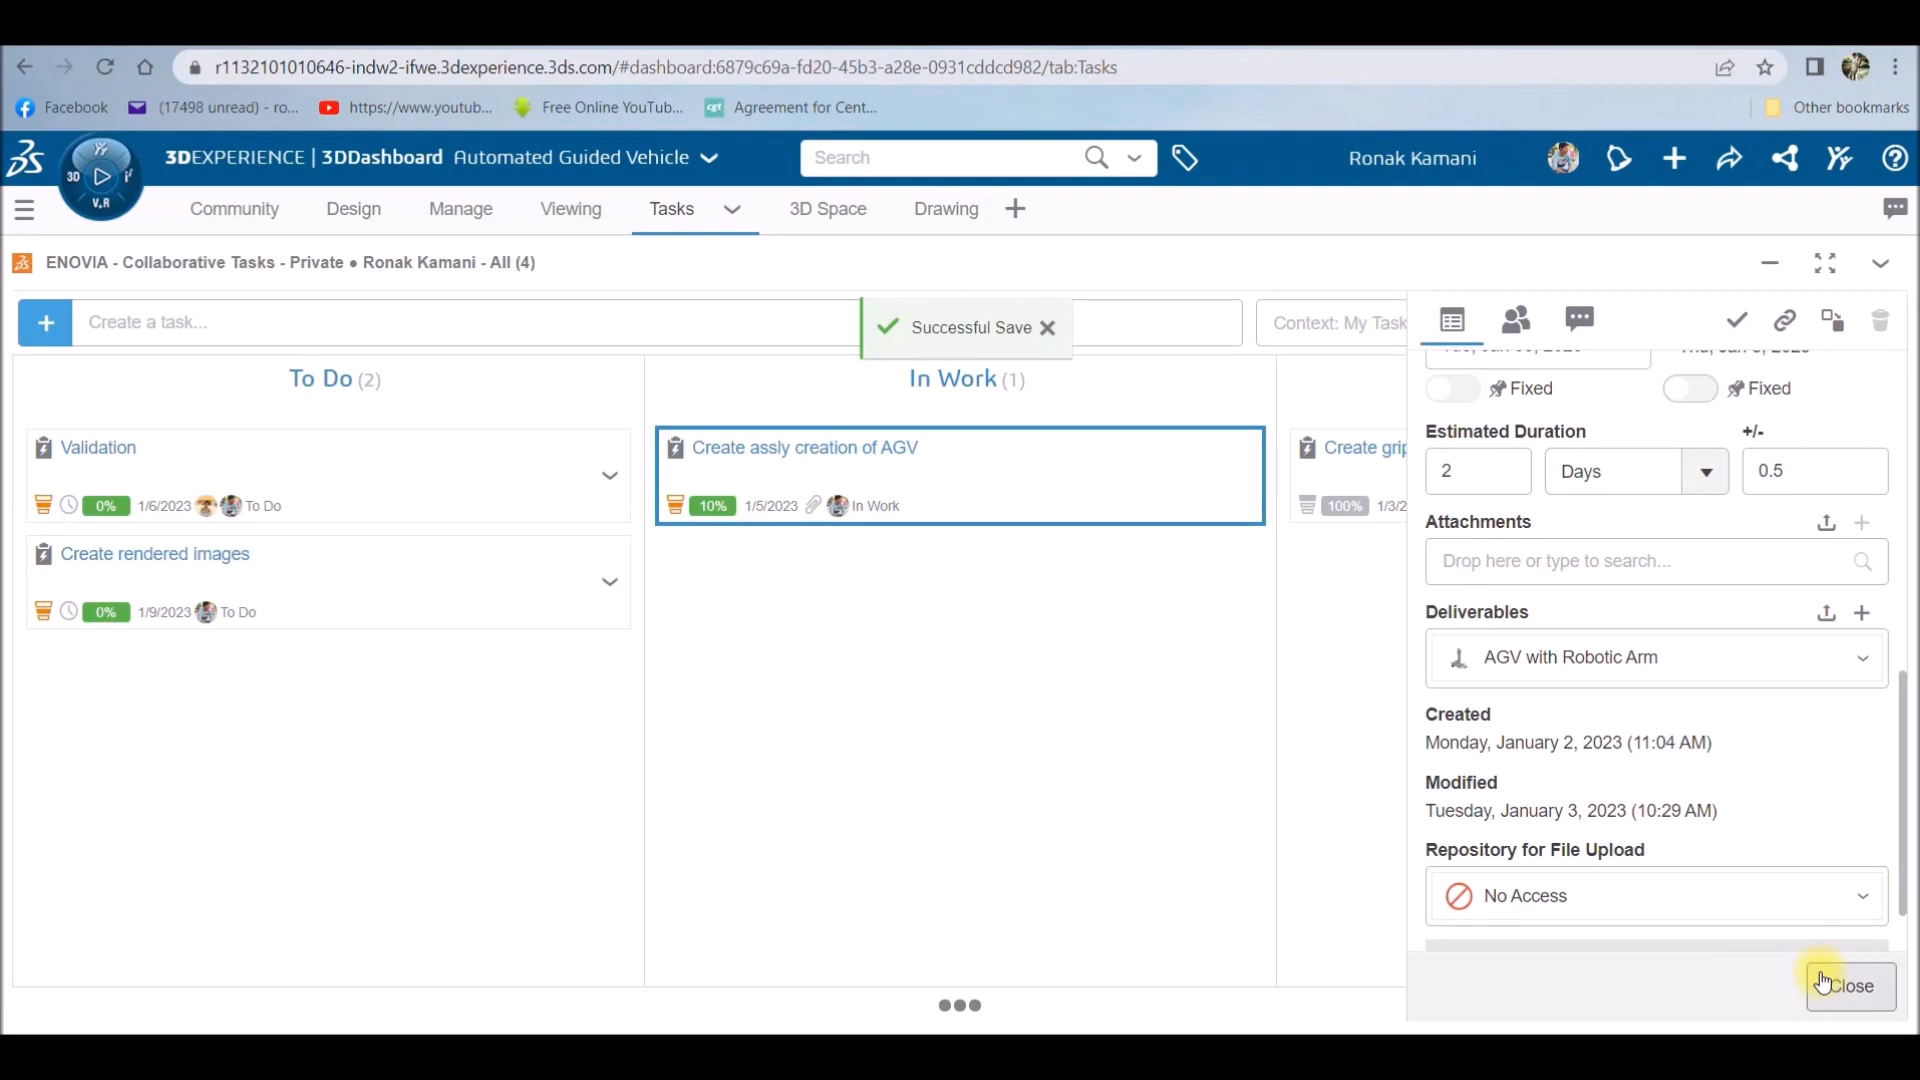 r1132101010646-indw2-ifwe.3dexperience.3ds.com/#dashboard:6879c69a-fd20-45b3-a28e-0931cddcd982/tab:Tasks
Facebook
(17498 unread) - ro...
https://www.youtub...
Free Online YouTub...
cgt
Agreement for Cent...
Other bookmarks
3DEXPERIENCE | 3DDashboard Automated Guided Vehicle
3D
V.R
Search
Ronak Kamani
Community
Design
Manage
Viewing
Tasks
3D Space
Drawing
ENOVIA - Collaborative Tasks - Private ● Ronak Kamani - All (4)
Create a task...
Successful Save
Context: My Task
To Do (2)
In Work (1)
Validation
0% 1/6/2023 To Do
Create rendered images
0% 1/9/2023 To Do
Create assly creation of AGV
10% 1/5/2023 In Work
Create grip
100% 1/3/2
Fixed
Fixed
Estimated Duration
+/-
2
Days
0.5
Attachments
Drop here or type to search...
Deliverables
AGV with Robotic Arm
Created
Monday, January 2, 2023 (11:04 AM)
Modified
Tuesday, January 3, 2023 (10:29 AM)
Repository for File Upload
No Access
Close